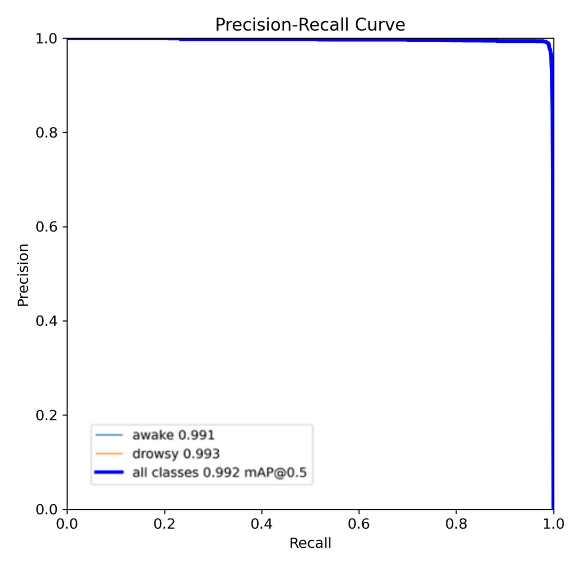 Precision-Recall Curve
1.0
0.8
0.6
0.4
0.2
0.0
Precision
awake 0.991
drowsy 0.993
all classes 0.992 mAP@0.5
0.0 0.2 0.4 0.6 0.8 1.0
Recall